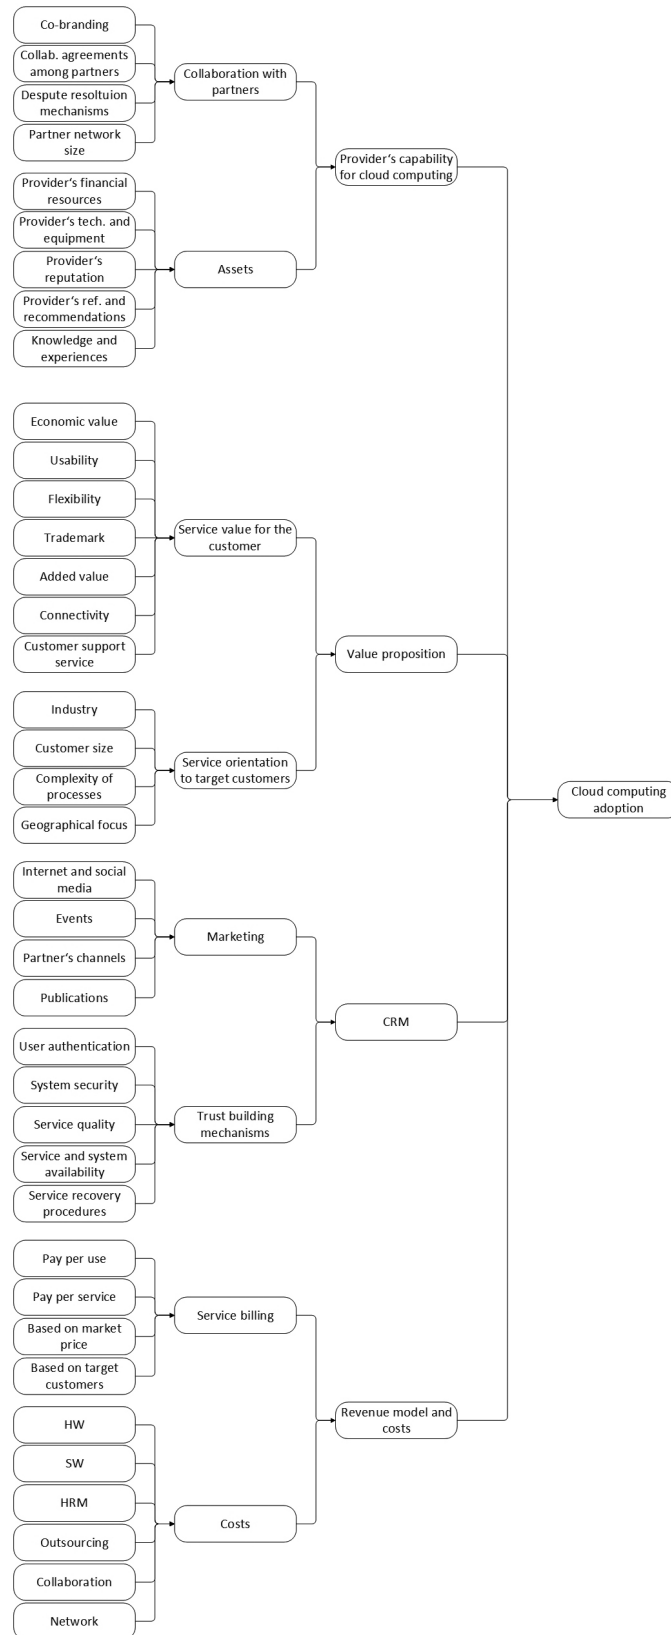 Co-branding
Collab. agreements
among partners
Despute resoltuion
mechanisms
Partner network
size
Collaboration with
partners
Provider‘s financial
resources
Provider‘s tech. and
equipment
Provider‘s
reputation
Provider‘s ref. and
recommendations
Knowledge and
experiences
Assets
Provider‘s capability
for cloud computing
Economic value
Usability
Flexibility
Trademark
Added value
Connectivity
Customer support
service
Service value for the
customer
Industry
Customer size
Complexity of
processes
Geographical focus
Service orientation
to target customers
Value proposition
Internet and social
media
Events
Partner‘s channels
Publications
Marketing
User authentication
System security
Service quality
Service and system
availability
Service recovery
procedures
Trust building
mechanisms
CRM
Pay per use
Pay per service
Based on market
price
Based on target
customers
Service billing
HW
SW
HRM
Outsourcing
Collaboration
Network
Costs
Revenue model and
costs
Cloud computing
adoption